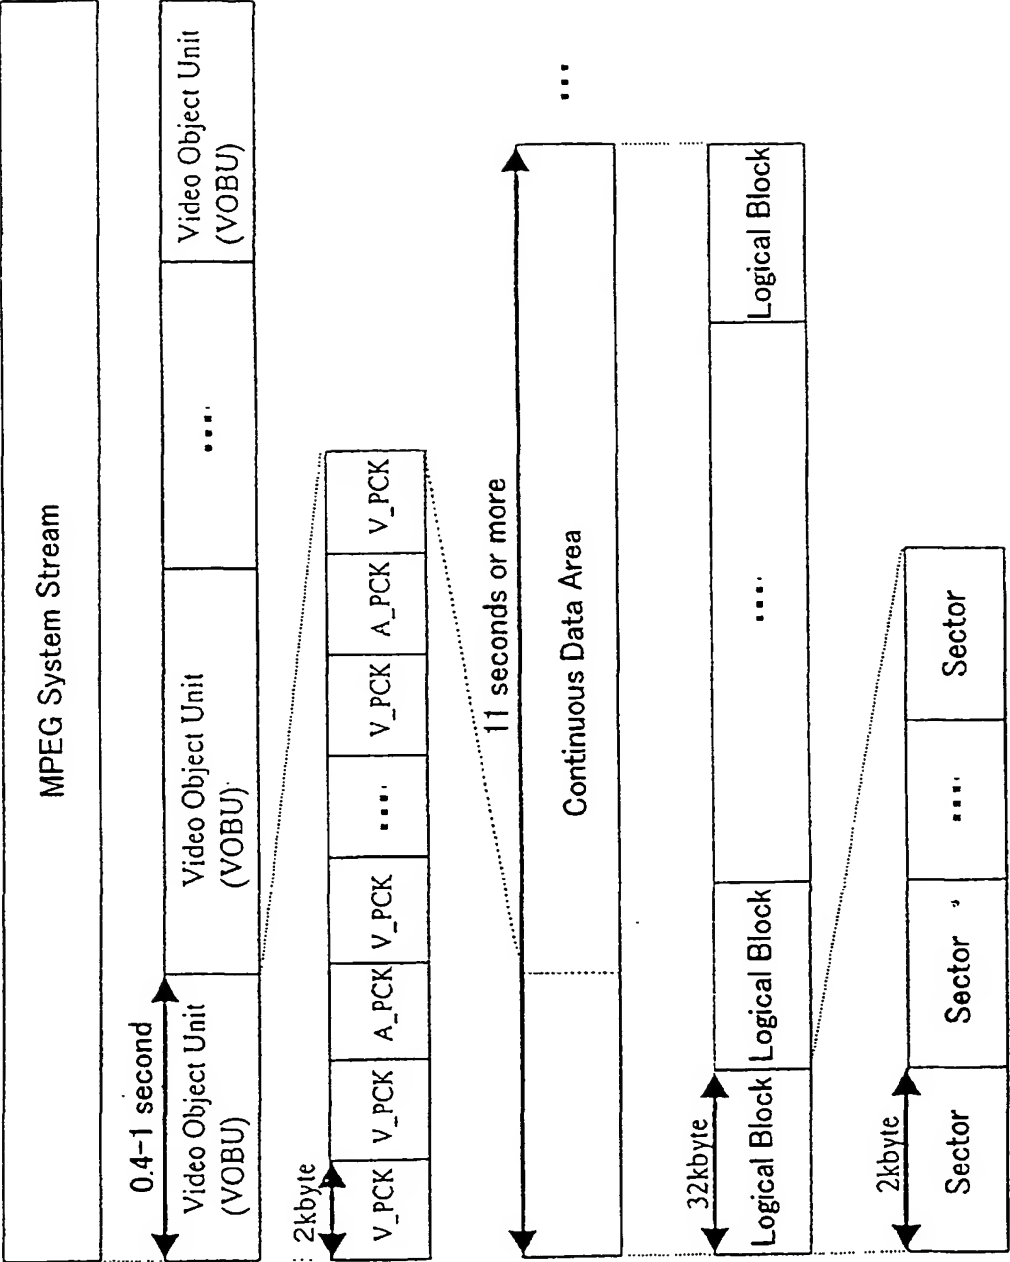 MPEG System Stream
0.4-1 second
Video Object Unit
(VOBU)
Video Object Unit
(VOBU)
....
Video Object Unit
(VOBU)
2kbyte
V_PCK
V_PCK
A_PCK
V_PCK
....
V_PCK
A_PCK
V_PCK
11 seconds or more
Continuous Data Area
...
32kbyte
Logical Block
Logical Block
....
Logical Block
2kbyte
Sector
Sector
....
Sector